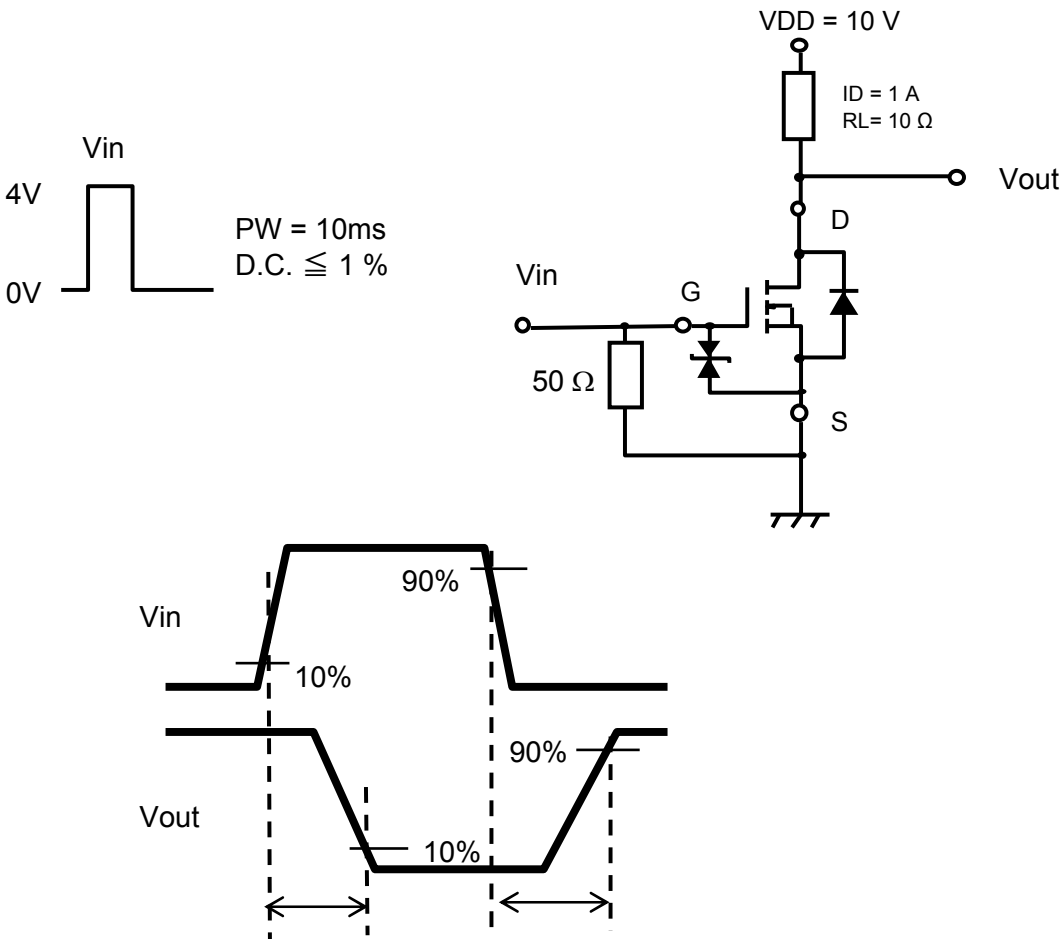 VDD = 10 V
ID = 1 A
RL= 10 Ω
Vin
4V
Vout
PW = 10ms
D.C. ≦ 1 %
D
0V
Vin
G
50 Ω
S
90%
Vin
10%
90%
Vout
10%